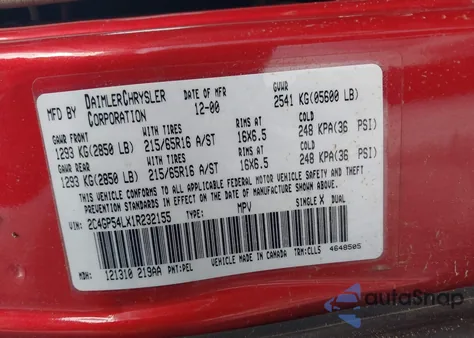 MFD BY DAIMLERCHRYSLER CORPORATION DATE OF MFR 12-00 GVWR 2541 KG(05600 LB)
GAWR FRONT WITH TIRES RIMS AT COLD
1293 KG(2850 LB) 215/65R16 A/ST 16X6.5 248 KPA(36 PSI)
GAWR REAR WITH TIRES RIMS AT COLD
1293 KG(2850 LB) 215/65R16 A/ST 16X6.5 248 KPA(36 PSI)
THIS VEHICLE CONFORMS TO ALL APPLICABLE FEDERAL MOTOR VEHICLE SAFETY, BUMPER AND THEFT
PREVENTION STANDARDS IN EFFECT ON THE DATE OF MANUFACTURE SHOWN ABOVE.
VIN: 2C4GP54LX1R232155 TYPE: MPV SINGLE X DUAL
VEHICLE MADE IN CANADA 4648505
MDH: 121310 219AA PNT:PEL TRM:CLLS
autaSnap